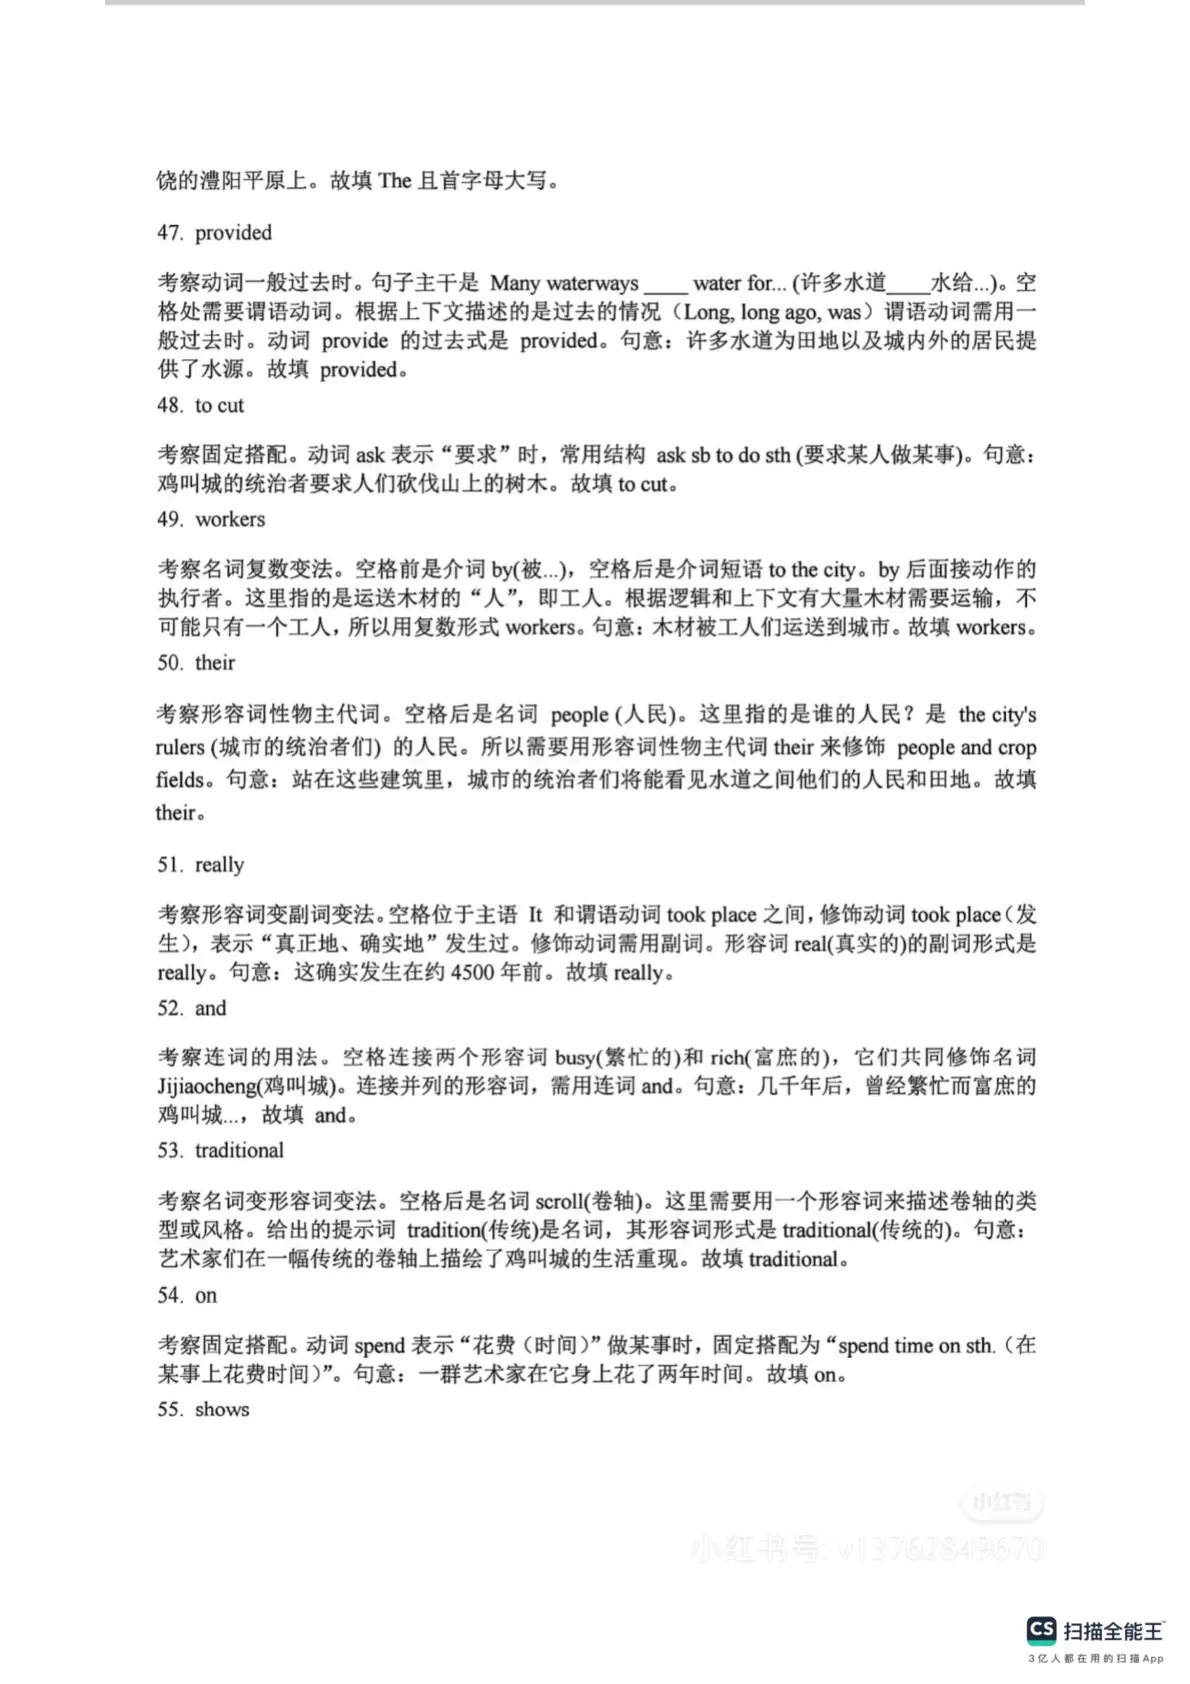 饶的澧阳平原上。故填 The 且首字母大写。
47. provided
考察动词一般过去时。句子主干是 Many waterways ____ water for... (许多水道____水给...)。空
格处需要谓语动词。根据上下文描述的是过去的情况（Long, long ago, was）谓语动词需用一
般过去时。动词 provide 的过去式是 provided。句意：许多水道为田地以及城内外的居民提
供了水源。故填 provided。
48. to cut
考察固定搭配。动词 ask 表示“要求”时，常用结构 ask sb to do sth (要求某人做某事)。句意：
鸡叫城的统治者要求人们砍伐山上的树木。故填 to cut。
49. workers
考察名词复数变法。空格前是介词 by(被...)，空格后是介词短语 to the city。by 后面接动作的
执行者。这里指的是运送木材的“人”，即工人。根据逻辑和上下文有大量木材需要运输，不
可能只有一个工人，所以用复数形式 workers。句意：木材被工人们运送到城市。故填 workers。
50. their
考察形容词性物主代词。空格后是名词 people (人民)。这里指的是谁的人民？是 the city's
rulers (城市的统治者们) 的人民。所以需要用形容词性物主代词 their 来修饰 people and crop
fields。句意：站在这些建筑里，城市的统治者们将能看见水道之间他们的人民和田地。故填
their。
51. really
考察形容词变副词变法。空格位于主语 It 和谓语动词 took place 之间，修饰动词 took place（发
生），表示“真正地、确实地”发生过。修饰动词需用副词。形容词 real(真实的)的副词形式是
really。句意：这确实发生在约 4500 年前。故填 really。
52. and
考察连词的用法。空格连接两个形容词 busy(繁忙的)和 rich(富庶的)，它们共同修饰名词
Jijiaocheng(鸡叫城)。连接并列的形容词，需用连词 and。句意：几千年后，曾经繁忙而富庶的
鸡叫城...，故填 and。
53. traditional
考察名词变形容词变法。空格后是名词 scroll(卷轴)。这里需要用一个形容词来描述卷轴的类
型或风格。给出的提示词 tradition(传统)是名词，其形容词形式是 traditional(传统的)。句意：
艺术家们在一幅传统的卷轴上描绘了鸡叫城的生活重现。故填 traditional。
54. on
考察固定搭配。动词 spend 表示“花费（时间）”做某事时，固定搭配为“spend time on sth.（在
某事上花费时间）”。句意：一群艺术家在它身上花了两年时间。故填 on。
55. shows
小红书
小红书号: v13762849670
CS 扫描全能王™
3亿人都在用的扫描App